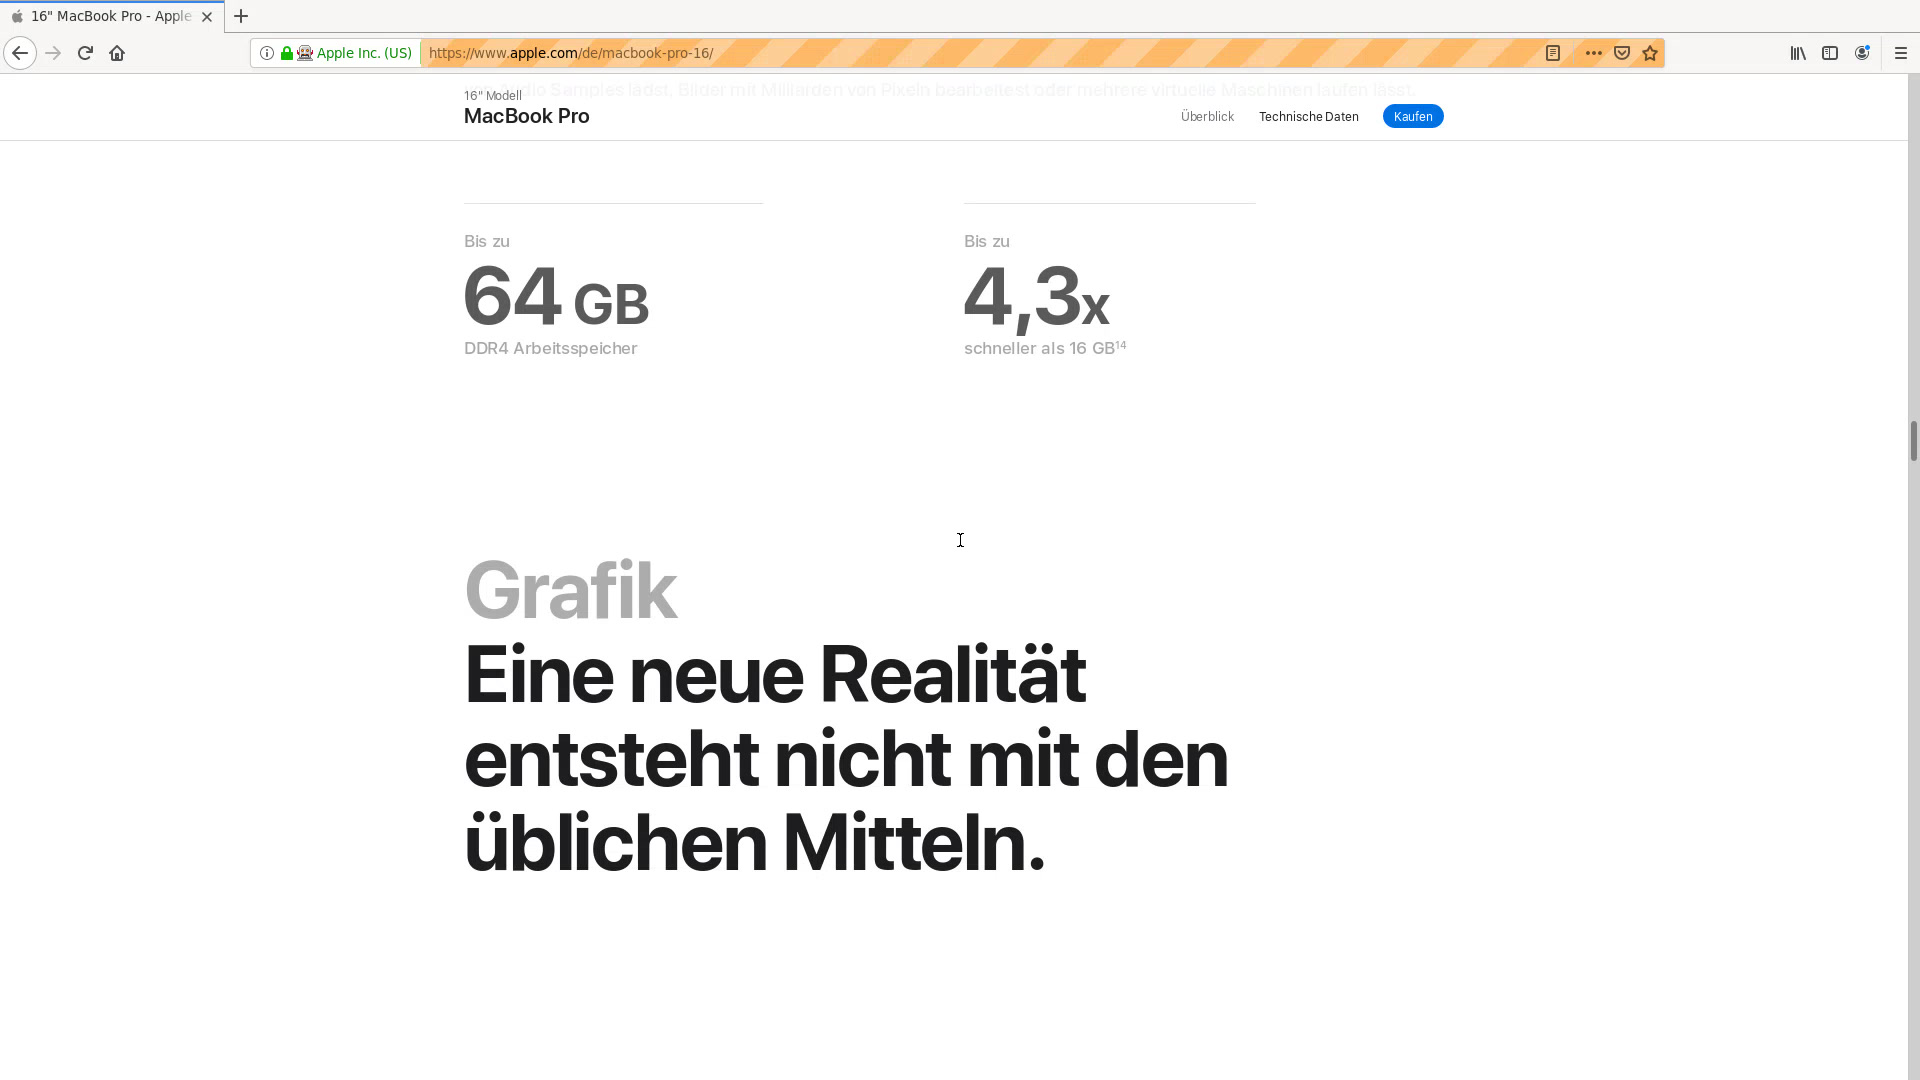 16" MacBook Pro - Apple
Apple Inc. (US)
https://www.apple.com/de/macbook-pro-16/
Samples lädst, Bilder mit Milliarden von Pixeln bearbeitest oder mehrere virtuelle Maschinen laufen lässt.
16" Modell
MacBook Pro
Überblick
Technische Daten
Kaufen
Bis zu
64 GB
DDR4 Arbeitsspeicher
Bis zu
4,3x
schneller als 16 GB¹⁴
Grafik
Eine neue Realität
entsteht nicht mit den
üblichen Mitteln.